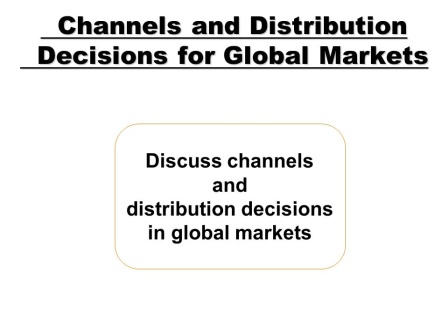 Channels and Distribution
Decisions for Global Markets
Discuss channels
and
distribution decisions
in global markets